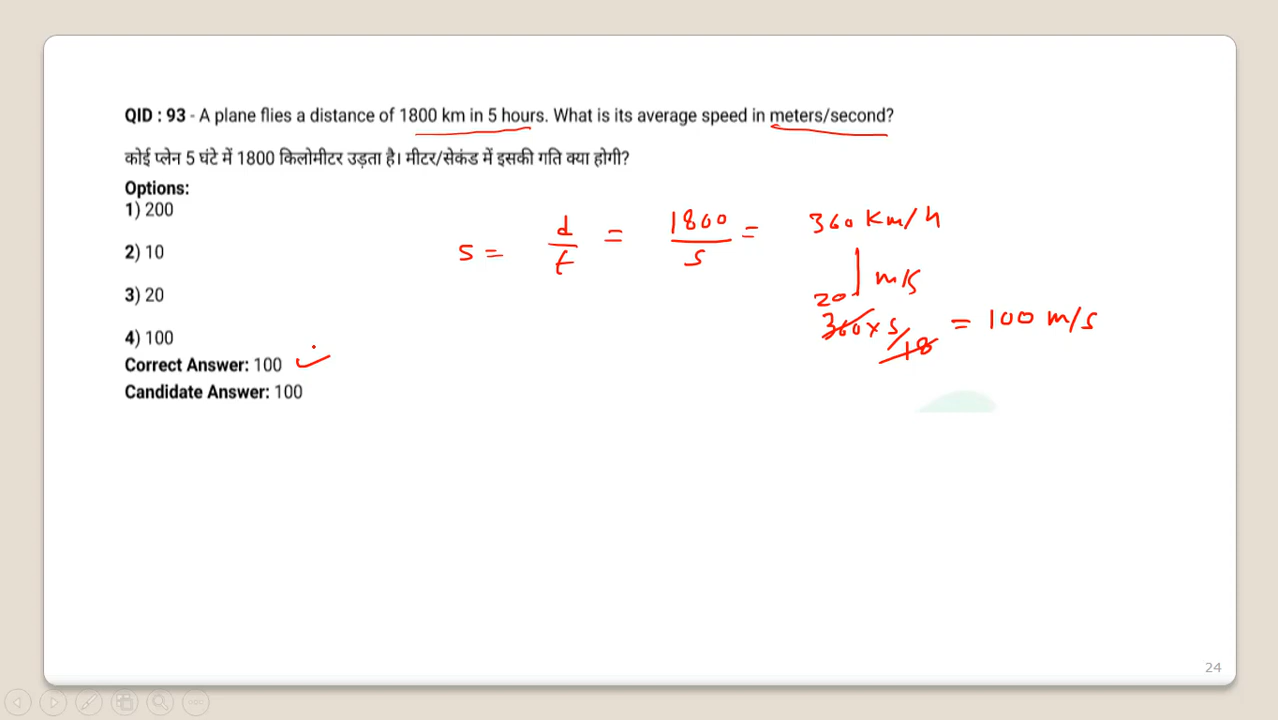 QID : 93 - A plane flies a distance of 1800 km in 5 hours. What is its average speed in meters/second?
कोई प्लेन 5 घंटे में 1800 किलोमीटर उड़ता है। मीटर/सेकंड में इसकी गति क्या होगी?
Options:
1) 200
2) 10
3) 20
4) 100
Correct Answer: 100
Candidate Answer: 100
s = d/t = 1800/5 = 360 Km/h
m/s
20
360 x 5/18 = 100 m/s
24